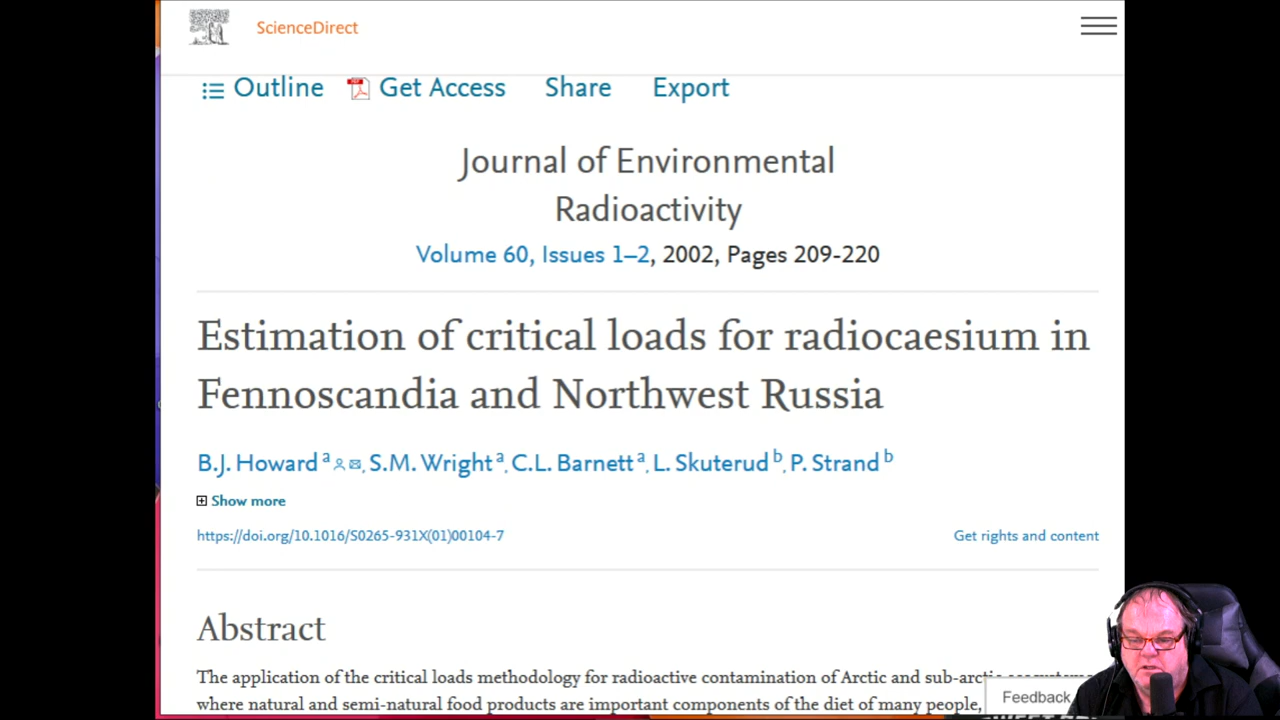 ScienceDirect
Outline Get Access Share Export
Journal of Environmental
Radioactivity
Volume 60, Issues 1–2, 2002, Pages 209-220
Estimation of critical loads for radiocaesium in
Fennoscandia and Northwest Russia
B.J. Howard a, S.M. Wright a, C.L. Barnett a, L. Skuterud b, P. Strand b
Show more
https://doi.org/10.1016/S0265-931X(01)00104-7 Get rights and content
Abstract
The application of the critical loads methodology for radioactive contamination of Arctic and sub-arctic
where natural and semi-natural food products are important components of the diet of many people,
Feedback